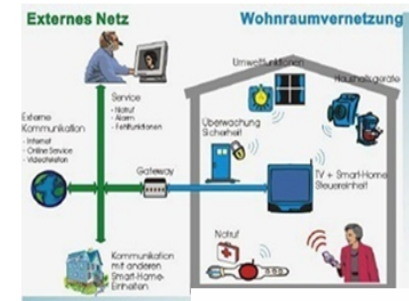 Externes Netz
Wohnraumvernetzung
Service
- Notruf
- Alarm
- Fehlfunktionen
Externe
Kommunikation
- Internet
- Online Service
- Videotelefon
Gateway
Kommunikation
mit anderen
Smart-Home-
Einheiten
Umweltfunktionen
Haushaltsgeräte
Überwachung
Sicherheit
TV + Smart-Home
Steuereinheit
Notruf